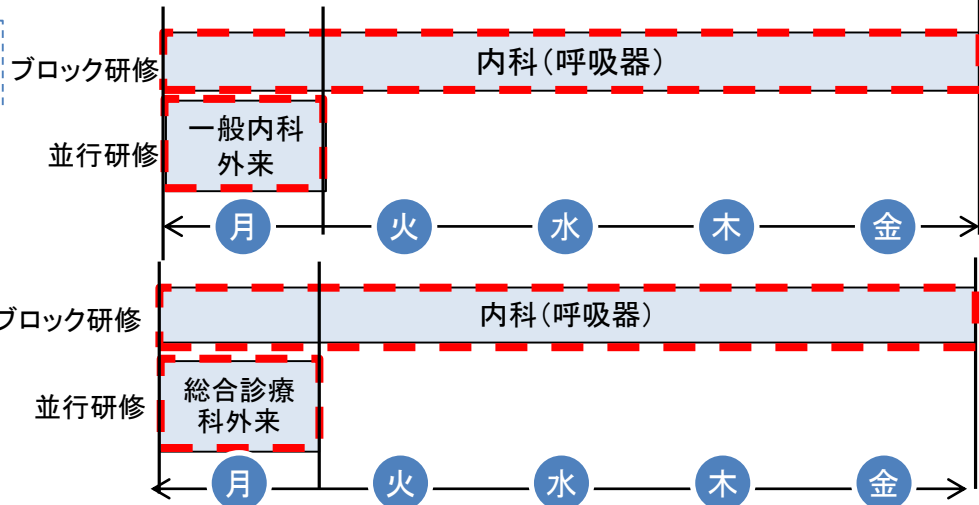 ブロック研修
内科（呼吸器）
並行研修
一般内科
外来
月 火 水 木 金
ブロック研修
内科（呼吸器）
並行研修
総合診療
科外来
月 火 水 木 金